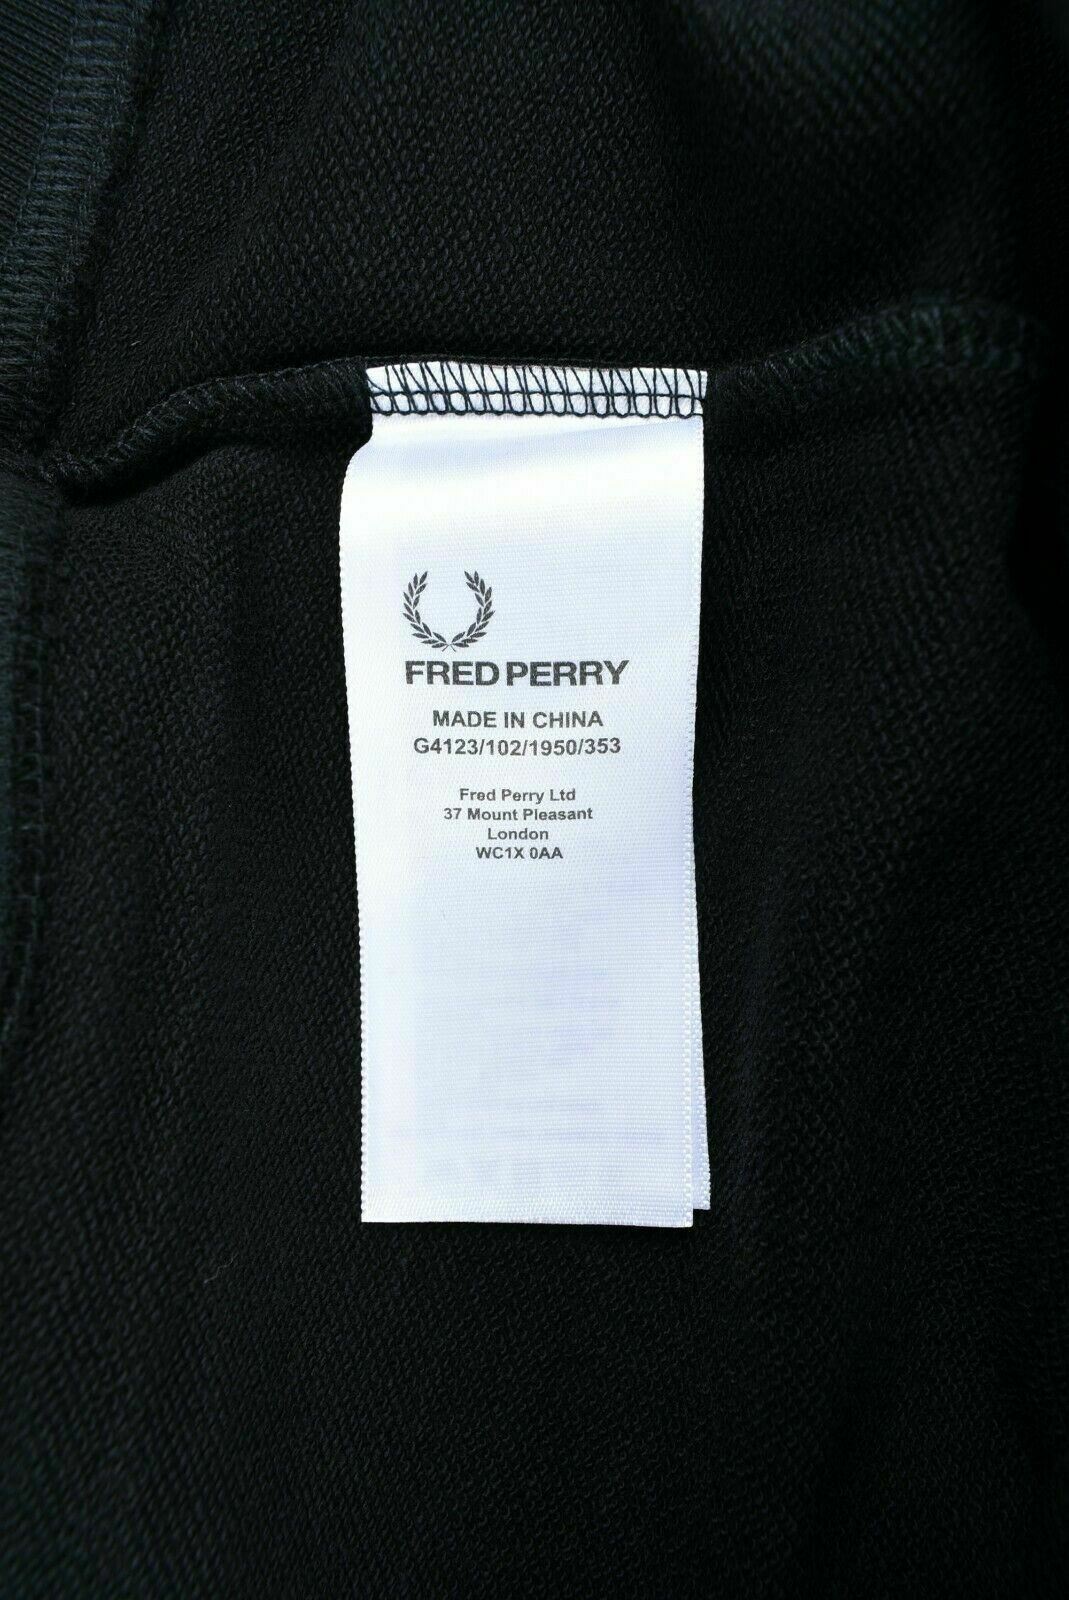 FRED PERRY
MADE IN CHINA
G4123/102/1950/353
Fred Perry Ltd
37 Mount Pleasant
London
WC1X 0AA